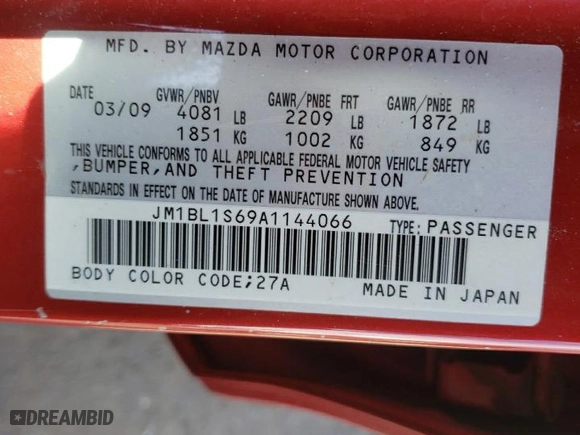 MFD. BY MAZDA MOTOR CORPORATION
DATE GVWR/PNBV GAWR/PNBE FRT GAWR/PNBE RR
03/09 4081 LB 2209 LB 1872 LB
1851 KG 1002 KG 849 KG
THIS VEHICLE CONFORMS TO ALL APPLICABLE FEDERAL MOTOR VEHICLE SAFETY
,BUMPER,AND THEFT PREVENTION
STANDARDS IN EFFECT ON THE DATE OF MANUFACTURE SHOWN ABOVE.
JM1BL1S69A1144066 TYPE: PASSENGER
BODY COLOR CODE;27A MADE IN JAPAN
DREAMBID